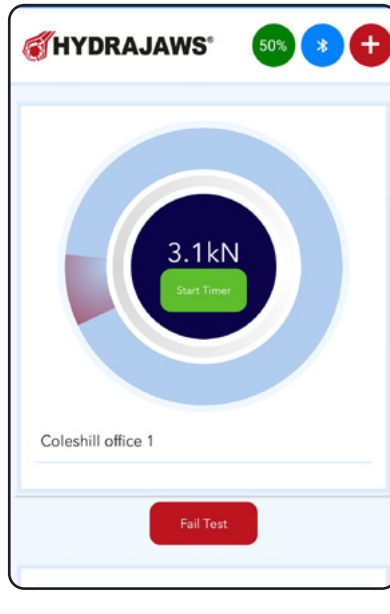 HYDRAJAWS®
50%
3.1kN
Start Timer
Coleshill office 1
Fail Test